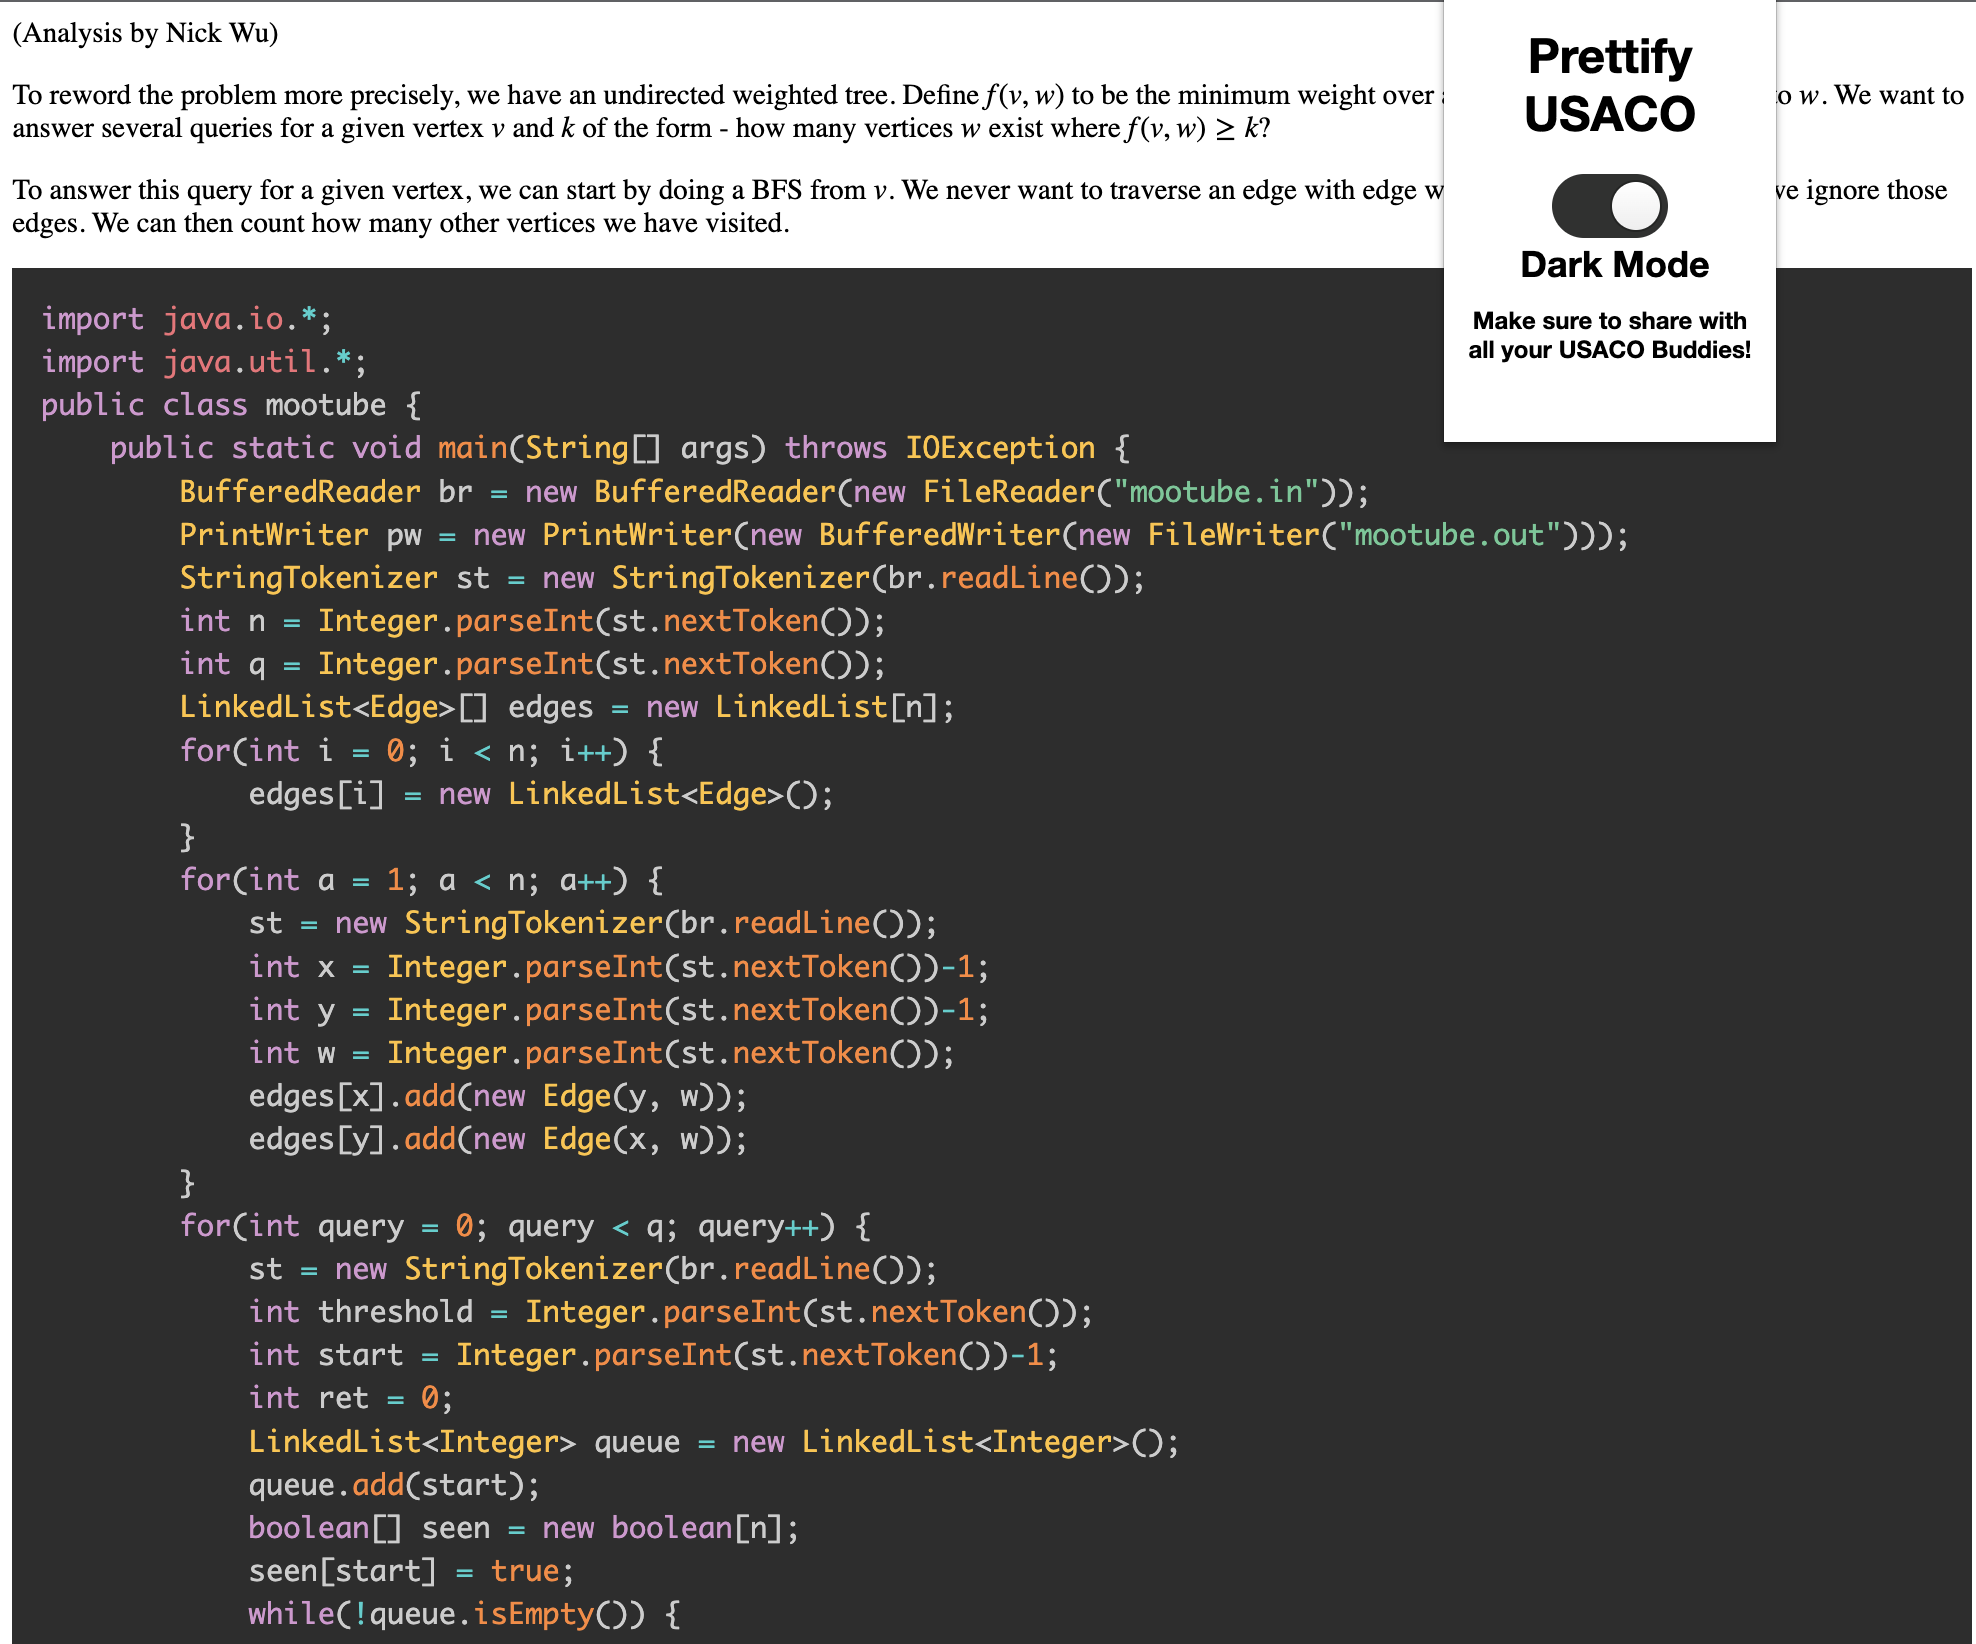 (Analysis by Nick Wu)
To reword the problem more precisely, we have an undirected weighted tree. Define f(v, w) to be the minimum weight over
to w. We want to
answer several queries for a given vertex v and k of the form - how many vertices w exist where f(v, w) ≥ k?
To answer this query for a given vertex, we can start by doing a BFS from v. We never want to traverse an edge with edge
ignore those
edges. We can then count how many other vertices we have visited.
Prettify
USACO
Dark Mode
Make sure to share with
all your USACO Buddies!
import java.io.*;
import java.util.*;
public class mootube {
    public static void main(String[] args) throws IOException {
        BufferedReader br = new BufferedReader(new FileReader("mootube.in"));
        PrintWriter pw = new PrintWriter(new BufferedWriter(new FileWriter("mootube.out")));
        StringTokenizer st = new StringTokenizer(br.readLine());
        int n = Integer.parseInt(st.nextToken());
        int q = Integer.parseInt(st.nextToken());
        LinkedList<Edge>[] edges = new LinkedList[n];
        for(int i = 0; i < n; i++) {
            edges[i] = new LinkedList<Edge>();
        }
        for(int a = 1; a < n; a++) {
            st = new StringTokenizer(br.readLine());
            int x = Integer.parseInt(st.nextToken())-1;
            int y = Integer.parseInt(st.nextToken())-1;
            int w = Integer.parseInt(st.nextToken());
            edges[x].add(new Edge(y, w));
            edges[y].add(new Edge(x, w));
        }
        for(int query = 0; query < q; query++) {
            st = new StringTokenizer(br.readLine());
            int threshold = Integer.parseInt(st.nextToken());
            int start = Integer.parseInt(st.nextToken())-1;
            int ret = 0;
            LinkedList<Integer> queue = new LinkedList<Integer>();
            queue.add(start);
            boolean[] seen = new boolean[n];
            seen[start] = true;
            while(!queue.isEmpty()) {